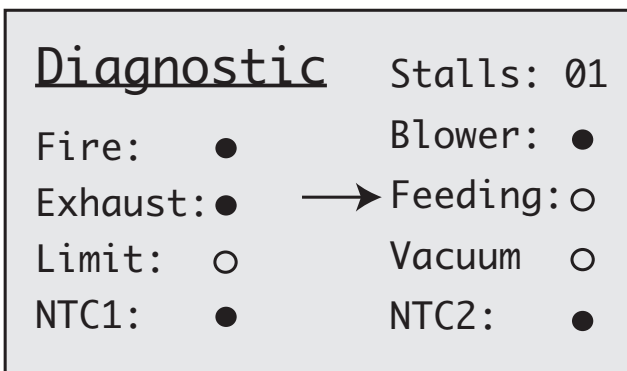 Diagnostic
Stalls: 01
Fire: ●
Blower: ●
Exhaust: ●
→ Feeding: ○
Limit: ○
Vacuum ○
NTC1: ●
NTC2: ●